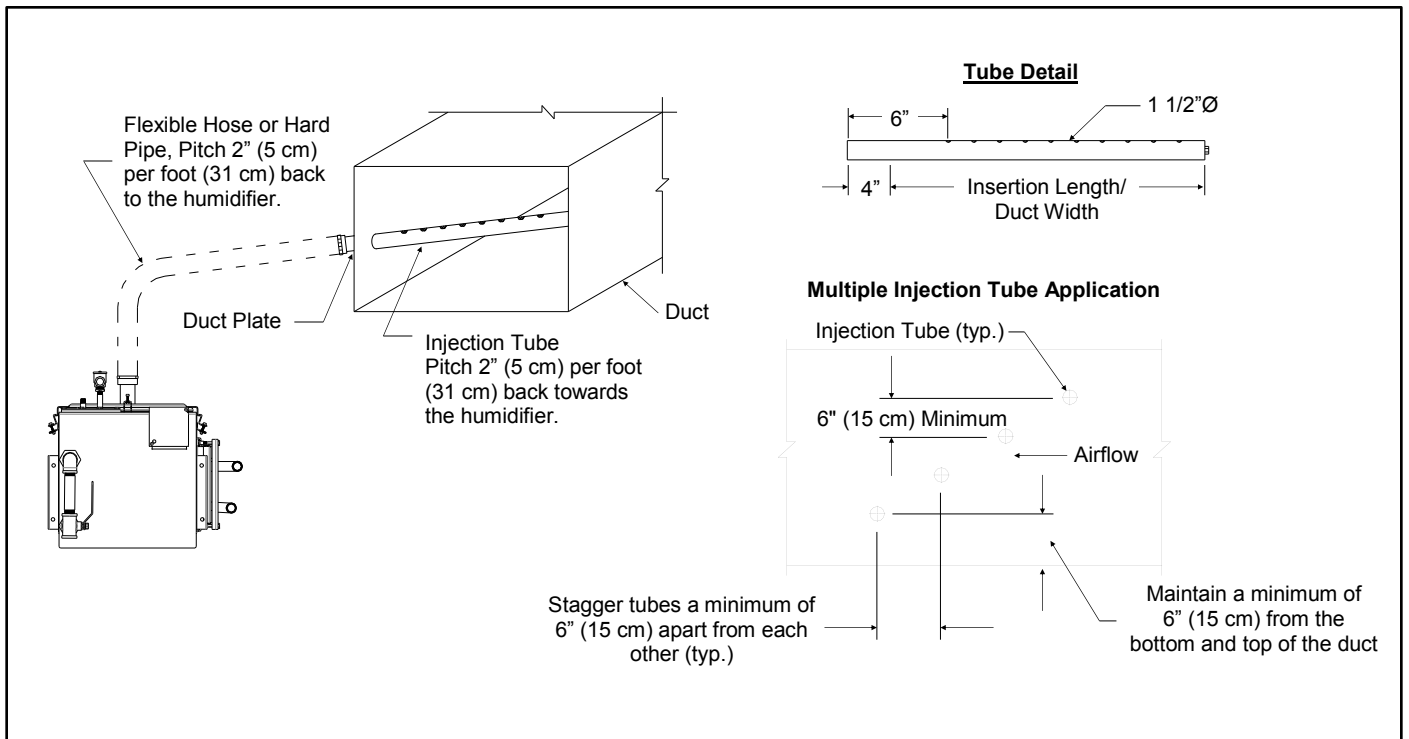 Flexible Hose or Hard
Pipe, Pitch 2” (5 cm)
per foot (31 cm) back
to the humidifier.
Duct Plate
Injection Tube
Pitch 2” (5 cm) per foot
(31 cm) back towards
the humidifier.
Duct
Tube Detail
6”
1 1/2”Ø
4”
Insertion Length/
Duct Width
Multiple Injection Tube Application
Injection Tube (typ.)
6" (15 cm) Minimum
Airflow
Stagger tubes a minimum of
6” (15 cm) apart from each
other (typ.)
Maintain a minimum of
6” (15 cm) from the
bottom and top of the duct